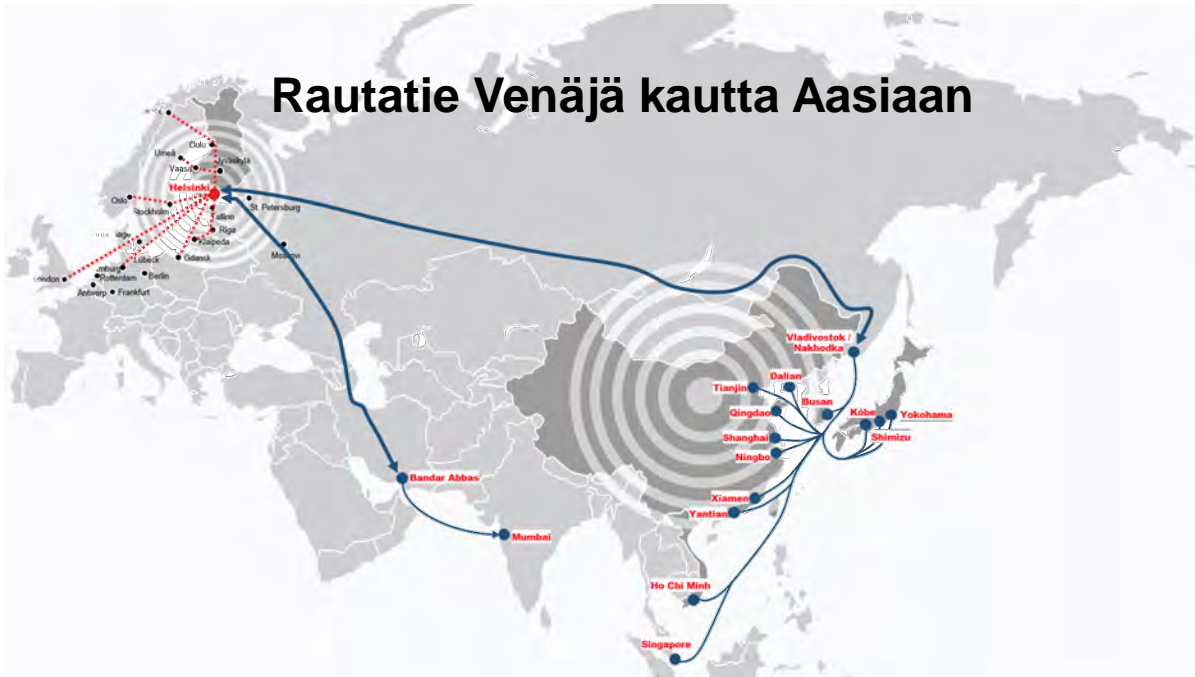 Rautatie Venäjä kautta Aasiaan
Oulu
Umeå
Vaasa
Jyväskylä
Helsinki
Oslo
Stockholm
St. Petersburg
Tallinn
Riga
Klaipeda
Moscow
Lübeck
Gdansk
Rotterdam
Berlin
London
Antwerp
Frankfurt
Vladivostok /
Nakhodka
Dalian
Tianjin
Busan
Qingdao
Kobe
Yokohama
Shimizu
Shanghai
Ningbo
Bandar Abbas
Xiamen
Yantian
Mumbai
Ho Chi Minh
Singapore